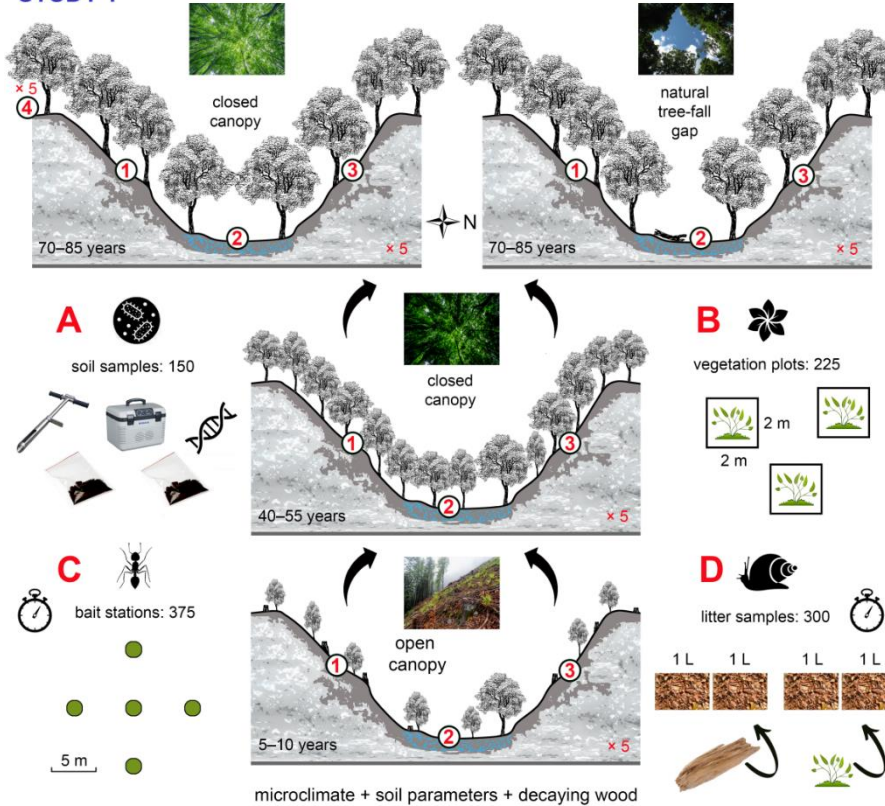 × 5
4
closed
canopy
1
2
3
70–85 years
× 5
N
natural
tree-fall
gap
1
2
3
70–85 years
× 5
A
soil samples: 150
closed
canopy
1
2
3
40–55 years
× 5
B
vegetation plots: 225
2 m
2 m
C
bait stations: 375
5 m
open
canopy
1
2
3
5–10 years
× 5
D
litter samples: 300
1 L 1 L 1 L 1 L
microclimate + soil parameters + decaying wood